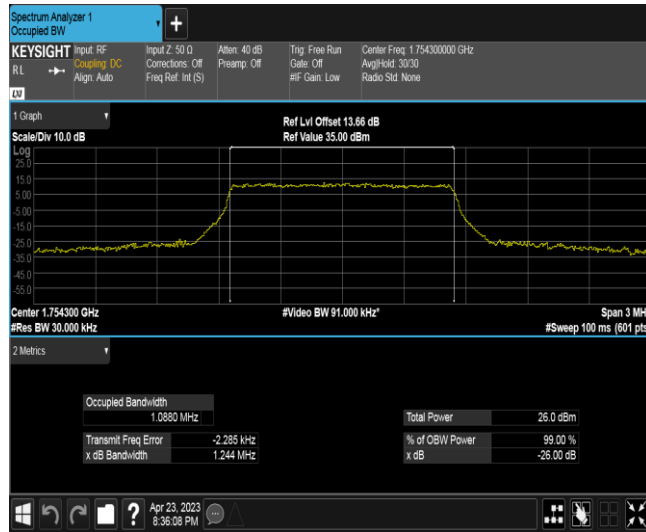 Spectrum Analyzer 1
Occupied BW
+
KEYSIGHT
RL
LXI
Input: RF
Coupling: DC
Align: Auto
Input Z: 50 Ω
Corrections: Off
Freq Ref: Int (S)
Atten: 40 dB
Preamp: Off
Trig: Free Run
Gate: Off
#IF Gain: Low
Center Freq: 1.754300000 GHz
Avg|Hold: 30/30
Radio Std: None
1 Graph
Scale/Div 10.0 dB
Ref Lvl Offset 13.66 dB
Ref Value 35.00 dBm
Log
25.0
15.0
5.00
-5.00
-15.0
-25.0
-35.0
-45.0
-55.0
Center 1.754300 GHz
#Res BW 30.000 kHz
#Video BW 91.000 kHz*
Span 3 MH
#Sweep 100 ms (601 pts
2 Metrics
Occupied Bandwidth
1.0880 MHz
Transmit Freq Error -2.285 kHz
x dB Bandwidth 1.244 MHz
Total Power 26.0 dBm
% of OBW Power 99.00 %
x dB -26.00 dB
?
Apr 23, 2023
8:36:08 PM